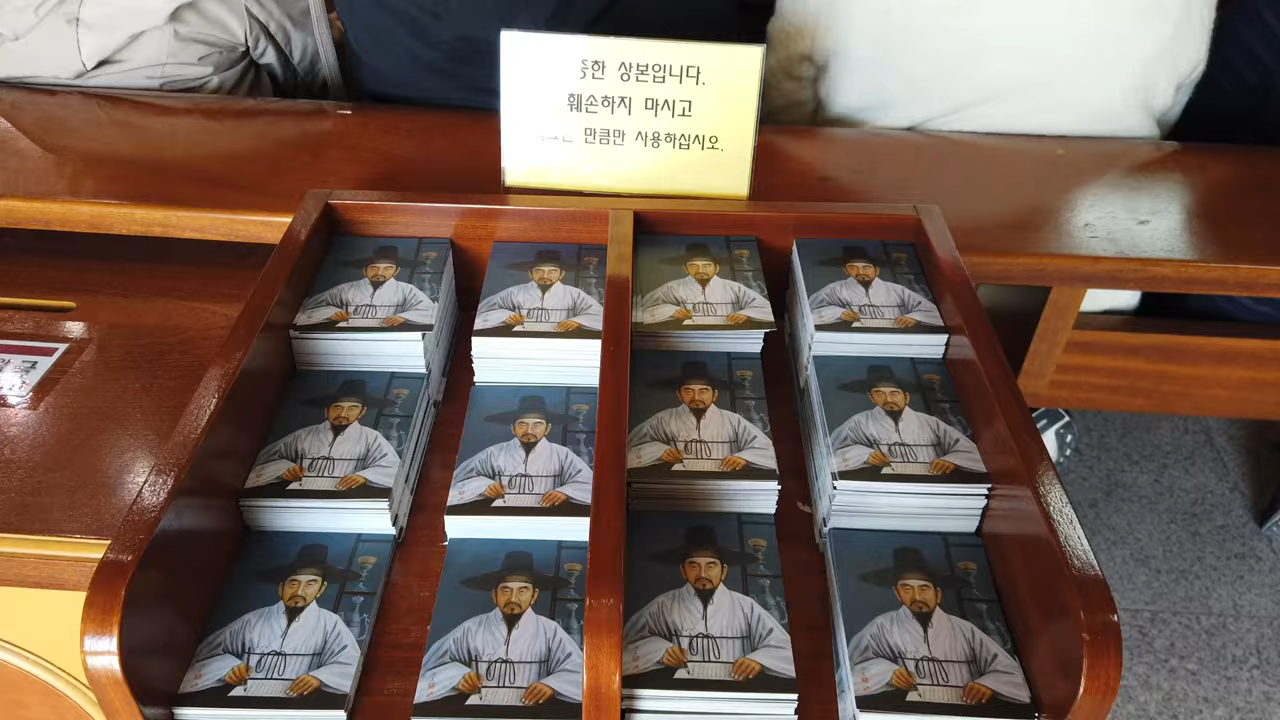 한 상본입니다.
훼손하지 마시고
만큼만 사용하십시오.